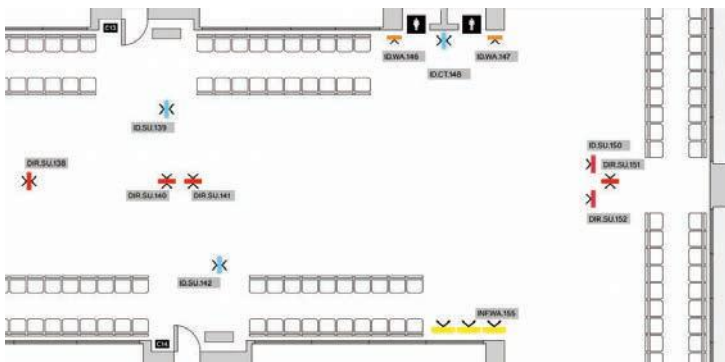 C13
ID.WA.146
ID.WA.147
ID.CT.148
ID.SU.139
ID.SU.150
DIR.SU.138
DIR.SU.151
DIR.SU.140
DIR.SU.141
DIR.SU.152
ID.SU.142
INF.WA.155
C14